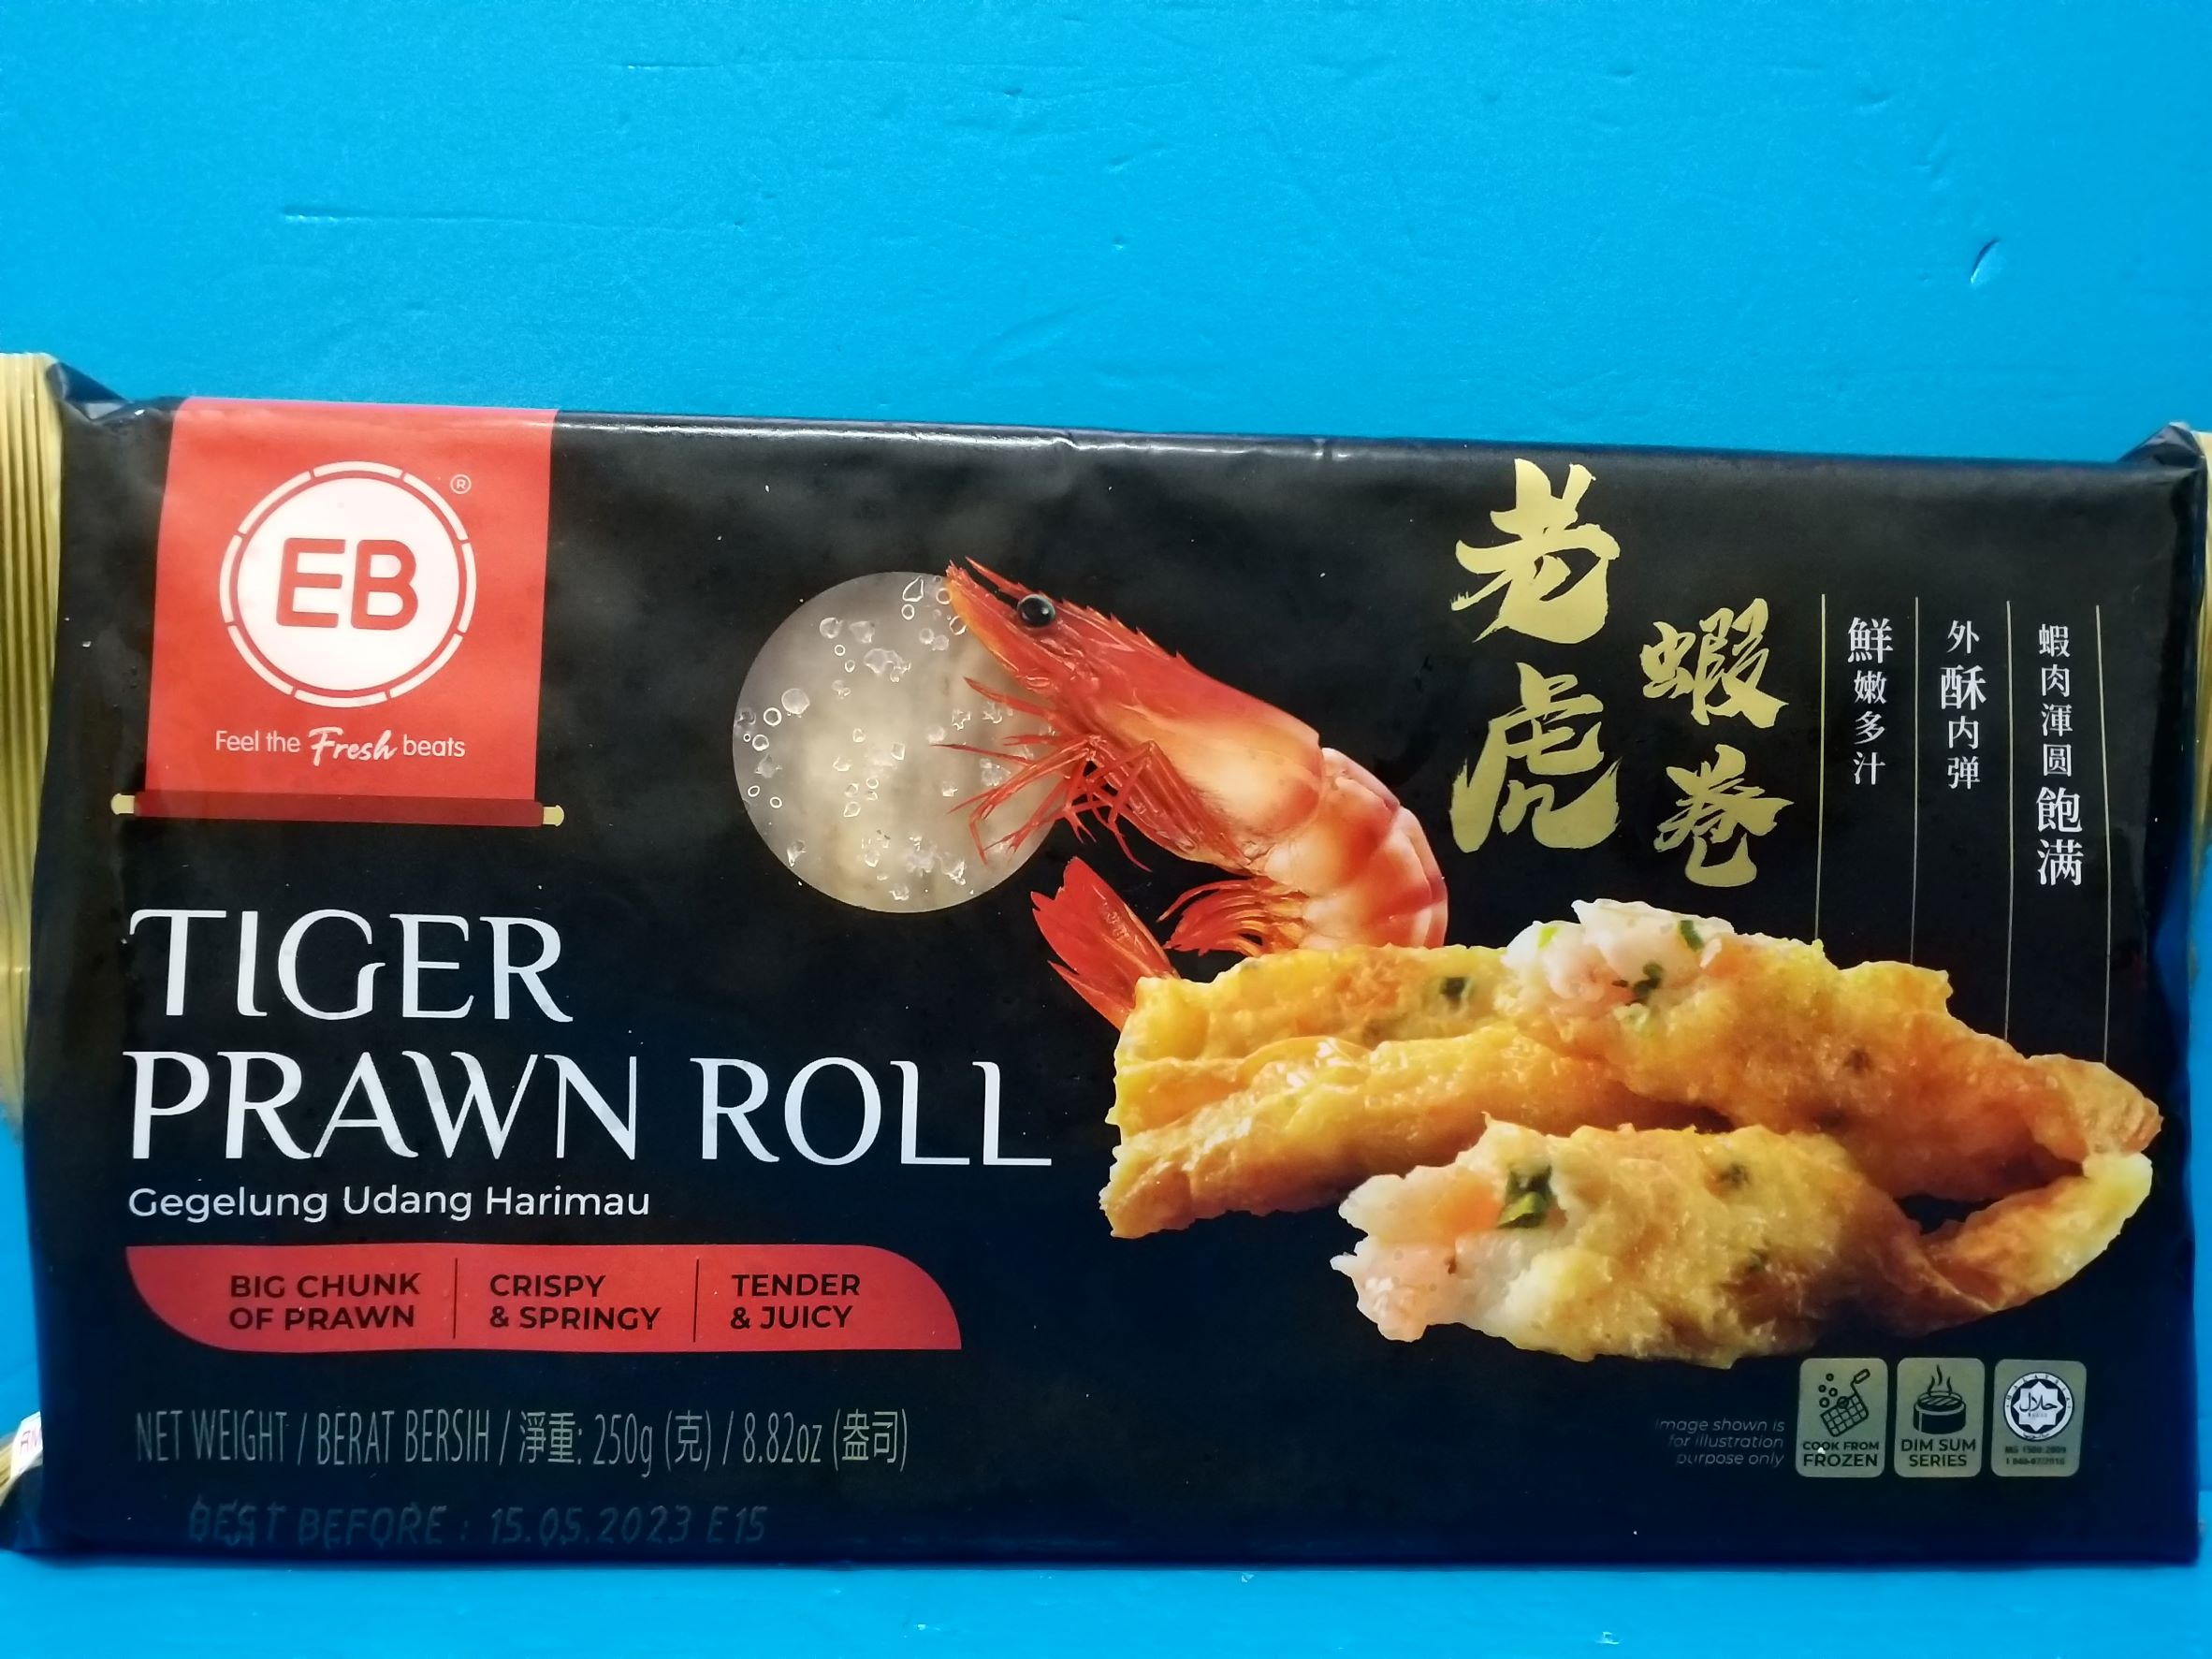 EB
®
Feel the Fresh beats
老虎
蝦卷
鮮嫩多汁
外酥内弹
蝦肉渾圆飽满
TIGER
PRAWN ROLL
Gegelung Udang Harimau
BIG CHUNK
OF PRAWN
CRISPY
& SPRINGY
TENDER
& JUICY
NET WEIGHT / BERAT BERSIH / 淨重: 250g (克) / 8.82oz (盎司)
BEST BEFORE : 15.05.2023 E15
Image shown is
for illustration
purpose only
COOK FROM
FROZEN
DIM SUM
SERIES
حلال